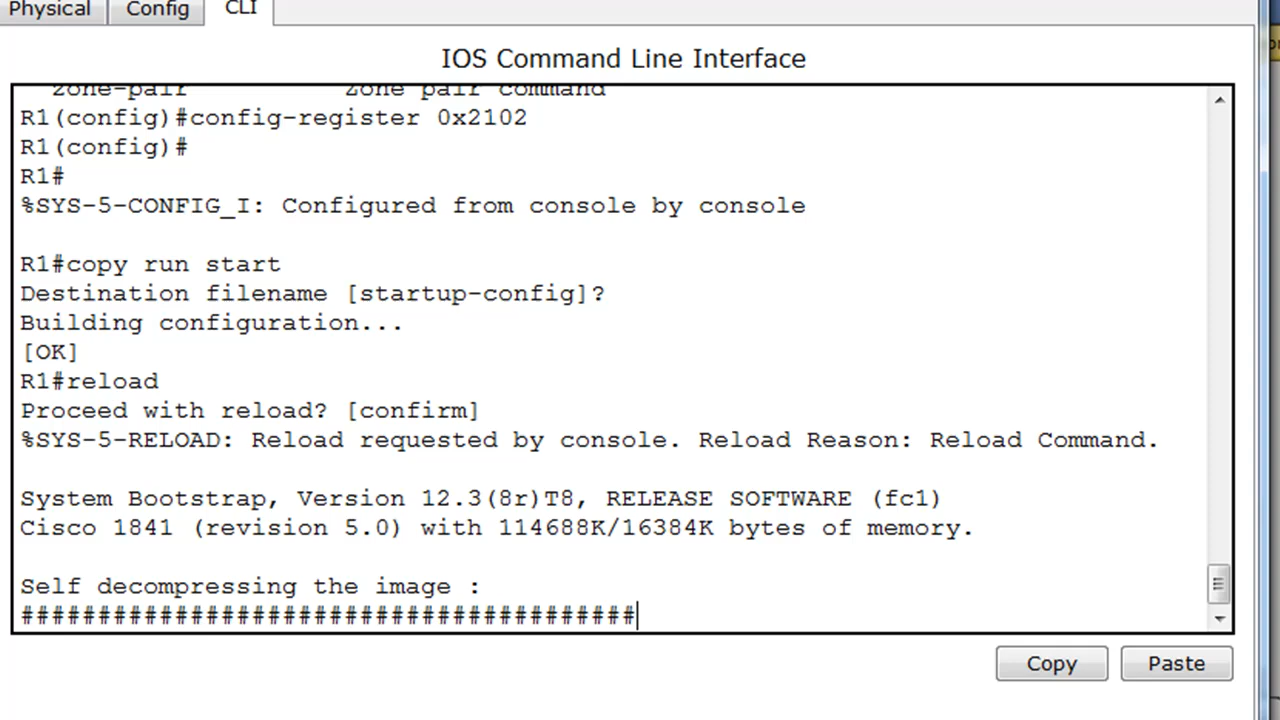 Physical
Config
CLI
IOS Command Line Interface
zone-pair Zone pair command
R1(config)#config-register 0x2102
R1(config)#
R1#
%SYS-5-CONFIG_I: Configured from console by console
R1#copy run start
Destination filename [startup-config]?
Building configuration...
[OK]
R1#reload
Proceed with reload? [confirm]
%SYS-5-RELOAD: Reload requested by console. Reload Reason: Reload Command.
System Bootstrap, Version 12.3(8r)T8, RELEASE SOFTWARE (fc1)
Cisco 1841 (revision 5.0) with 114688K/16384K bytes of memory.
Self decompressing the image :
########################################
Copy
Paste